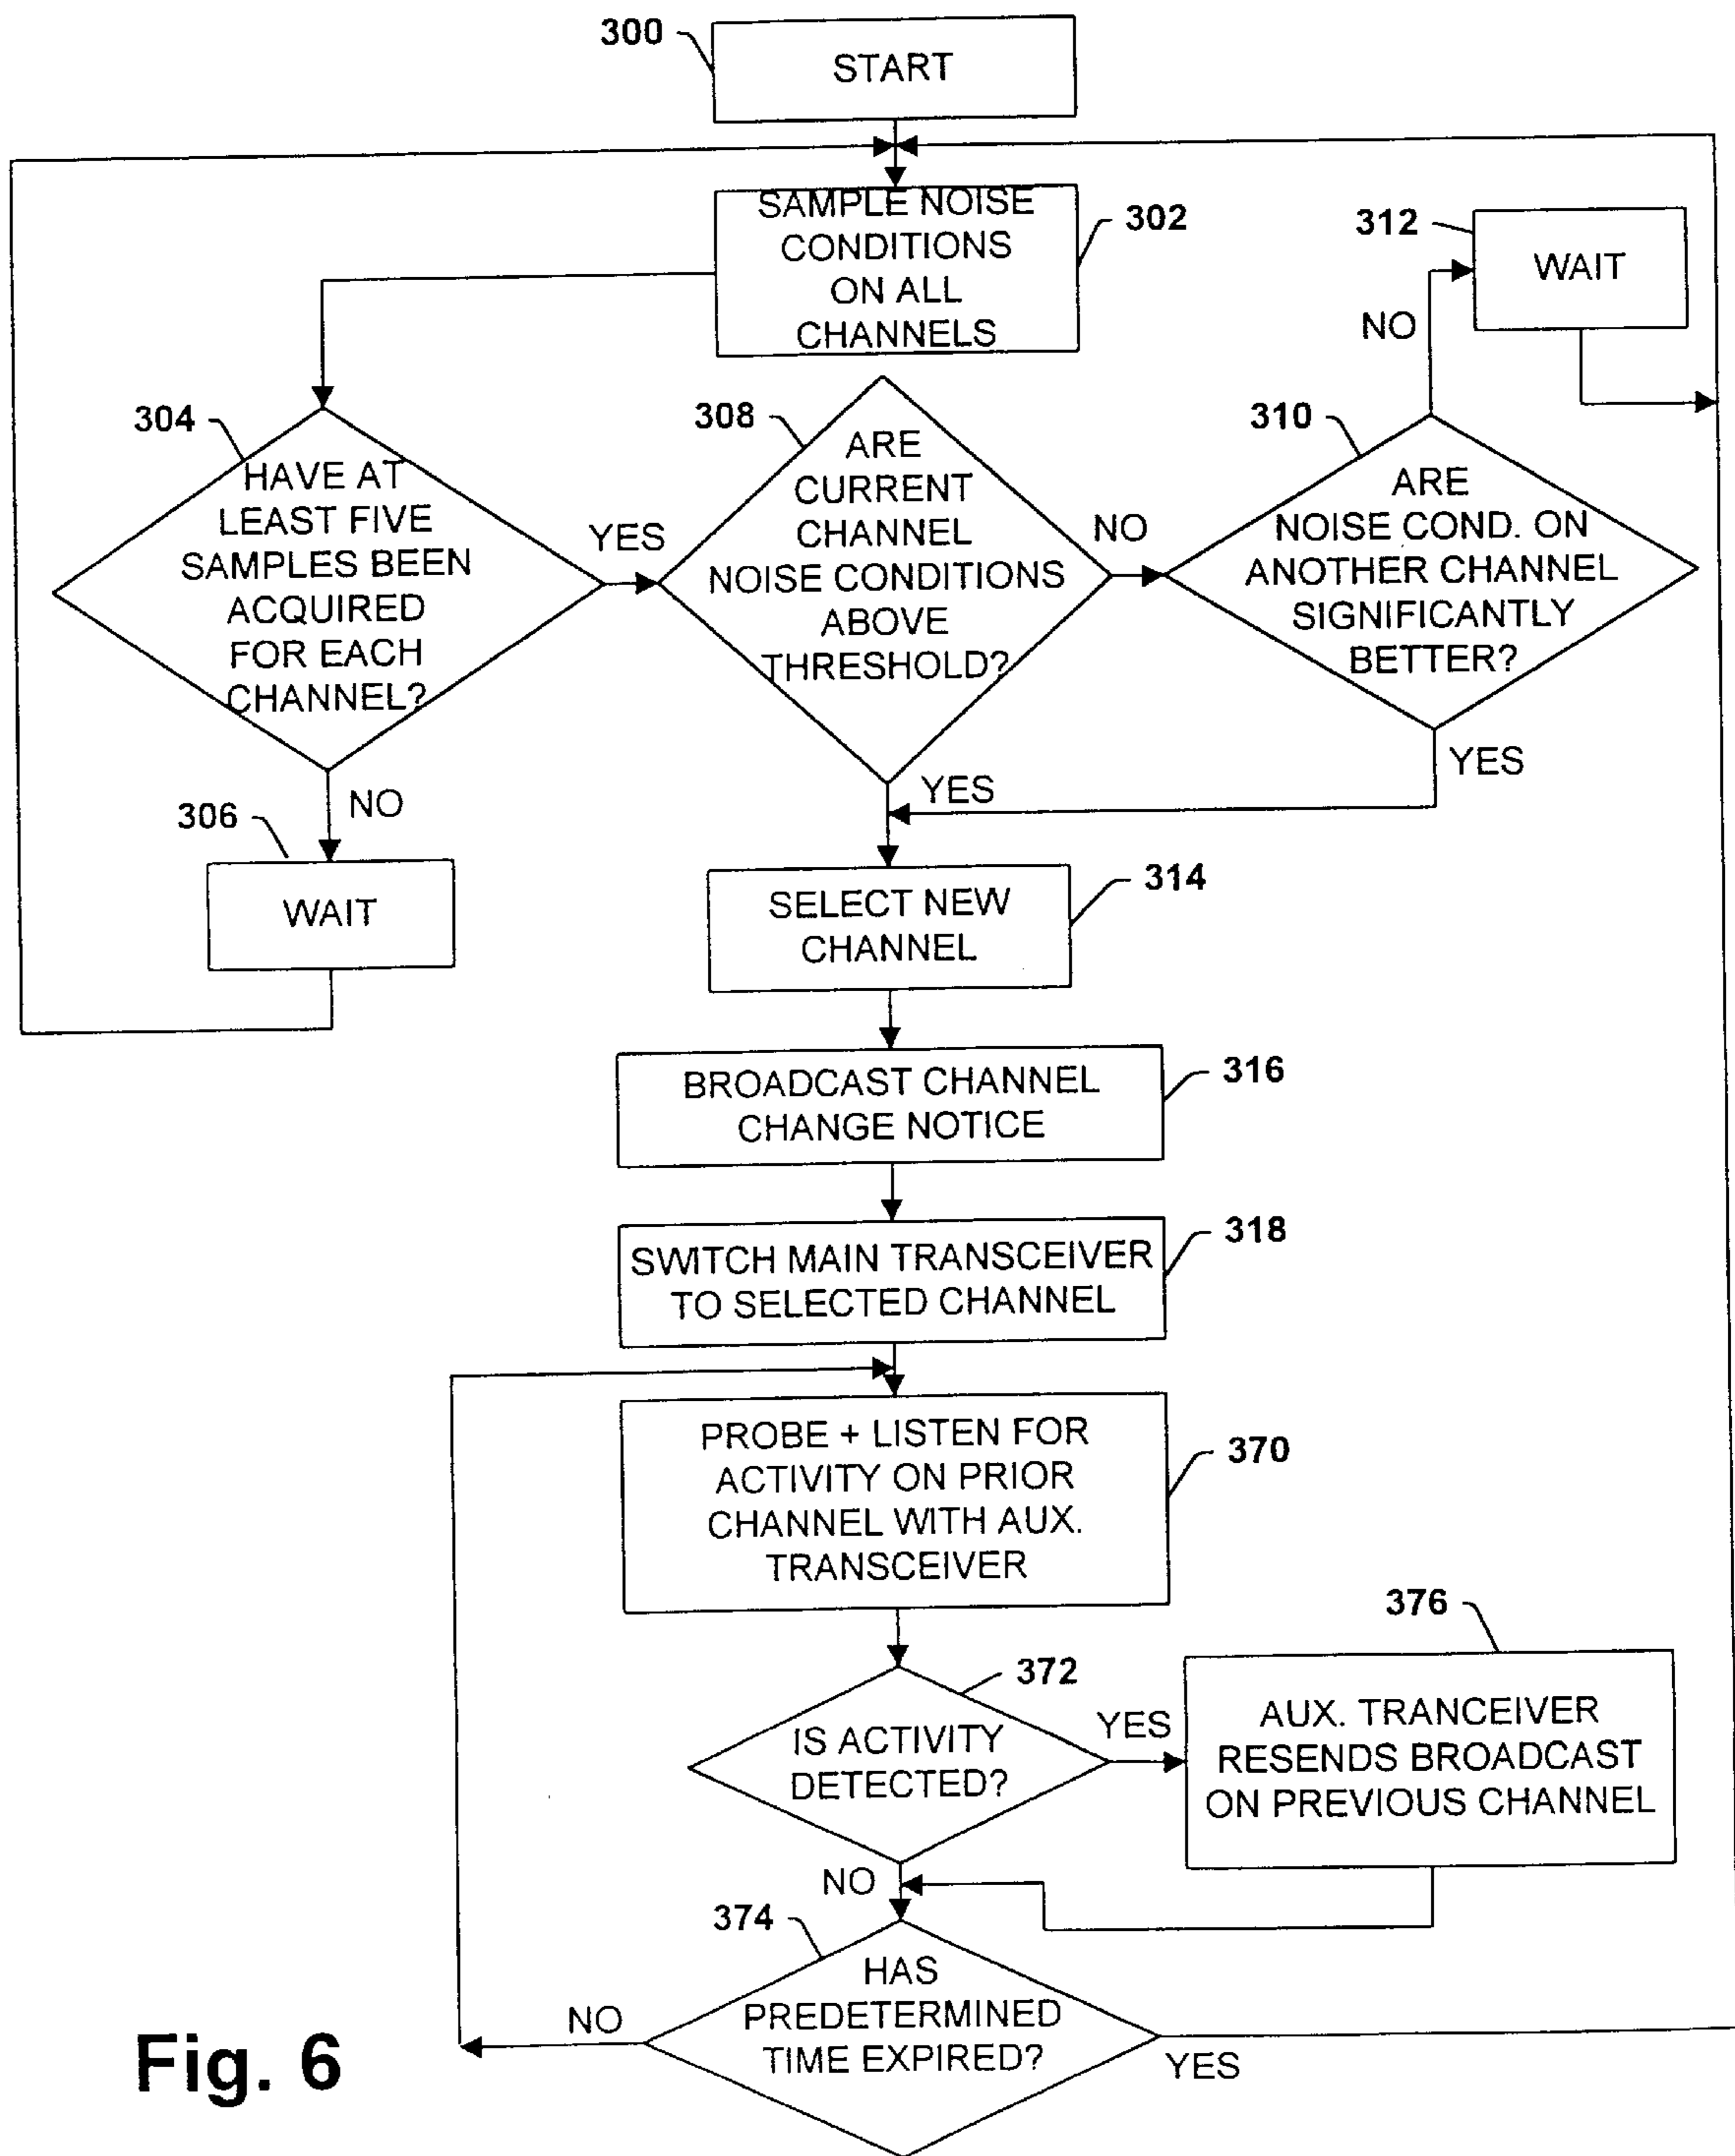 300
START
SAMPLE NOISE
CONDITIONS
ON ALL
CHANNELS
302
312
WAIT
NO
304
HAVE AT
LEAST FIVE
SAMPLES BEEN
ACQUIRED
FOR EACH
CHANNEL?
YES
308
ARE
CURRENT
CHANNEL
NOISE CONDITIONS
ABOVE
THRESHOLD?
NO
310
ARE
NOISE COND. ON
ANOTHER CHANNEL
SIGNIFICANTLY
BETTER?
YES
YES
NO
306
WAIT
SELECT NEW
CHANNEL
314
BROADCAST CHANNEL
CHANGE NOTICE
316
SWITCH MAIN TRANSCEIVER
TO SELECTED CHANNEL
318
PROBE + LISTEN FOR
ACTIVITY ON PRIOR
CHANNEL WITH AUX.
TRANSCEIVER
370
372
IS ACTIVITY
DETECTED?
YES
376
AUX. TRANCEIVER
RESENDS BROADCAST
ON PREVIOUS CHANNEL
NO
374
HAS
PREDETERMINED
TIME EXPIRED?
NO
YES
Fig. 6